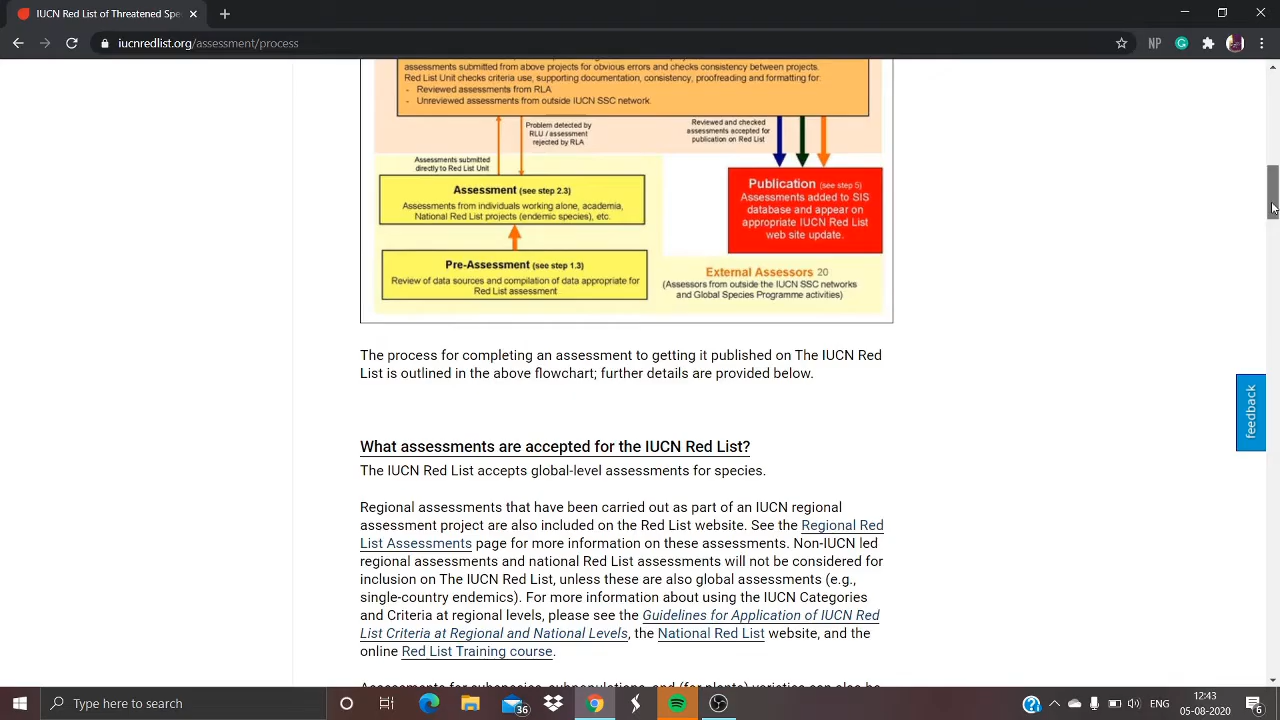 IUCN Red List of Threatened Spe
iucnredlist.org/assessment/process
NP
assessments submitted from above projects for obvious errors and checks consistency between projects.
Red List Unit checks criteria use, supporting documentation, consistency, proofreading and formatting for:
- Reviewed assessments from RLA
- Unreviewed assessments from outside IUCN SSC network.
Problem detected by
RLU / assessment
rejected by RLA
Reviewed and checked
assessments accepted for
publication on Red List
Assessments submitted
directly to Red List Unit
Assessment (see step 2.3)
Assessments from individuals working alone, academia,
National Red List projects (endemic species), etc.
Publication (see step 5)
Assessments added to SIS
database and appear on
appropriate IUCN Red List
web site update.
Pre-Assessment (see step 1.3)
Review of data sources and compilation of data appropriate for
Red List assessment
External Assessors 20
(Assessors from outside the IUCN SSC networks
and Global Species Programme activities)
The process for completing an assessment to getting it published on The IUCN Red
List is outlined in the above flowchart; further details are provided below.
feedback
What assessments are accepted for the IUCN Red List?
The IUCN Red List accepts global-level assessments for species.
Regional assessments that have been carried out as part of an IUCN regional
assessment project are also included on the Red List website. See the Regional Red
List Assessments page for more information on these assessments. Non-IUCN led
regional assessments and national Red List assessments will not be considered for
inclusion on The IUCN Red List, unless these are also global assessments (e.g.,
single-country endemics). For more information about using the IUCN Categories
and Criteria at regional levels, please see the Guidelines for Application of IUCN Red
List Criteria at Regional and National Levels, the National Red List website, and the
online Red List Training course.
Type here to search
36
ENG
12:43
05-08-2020
6